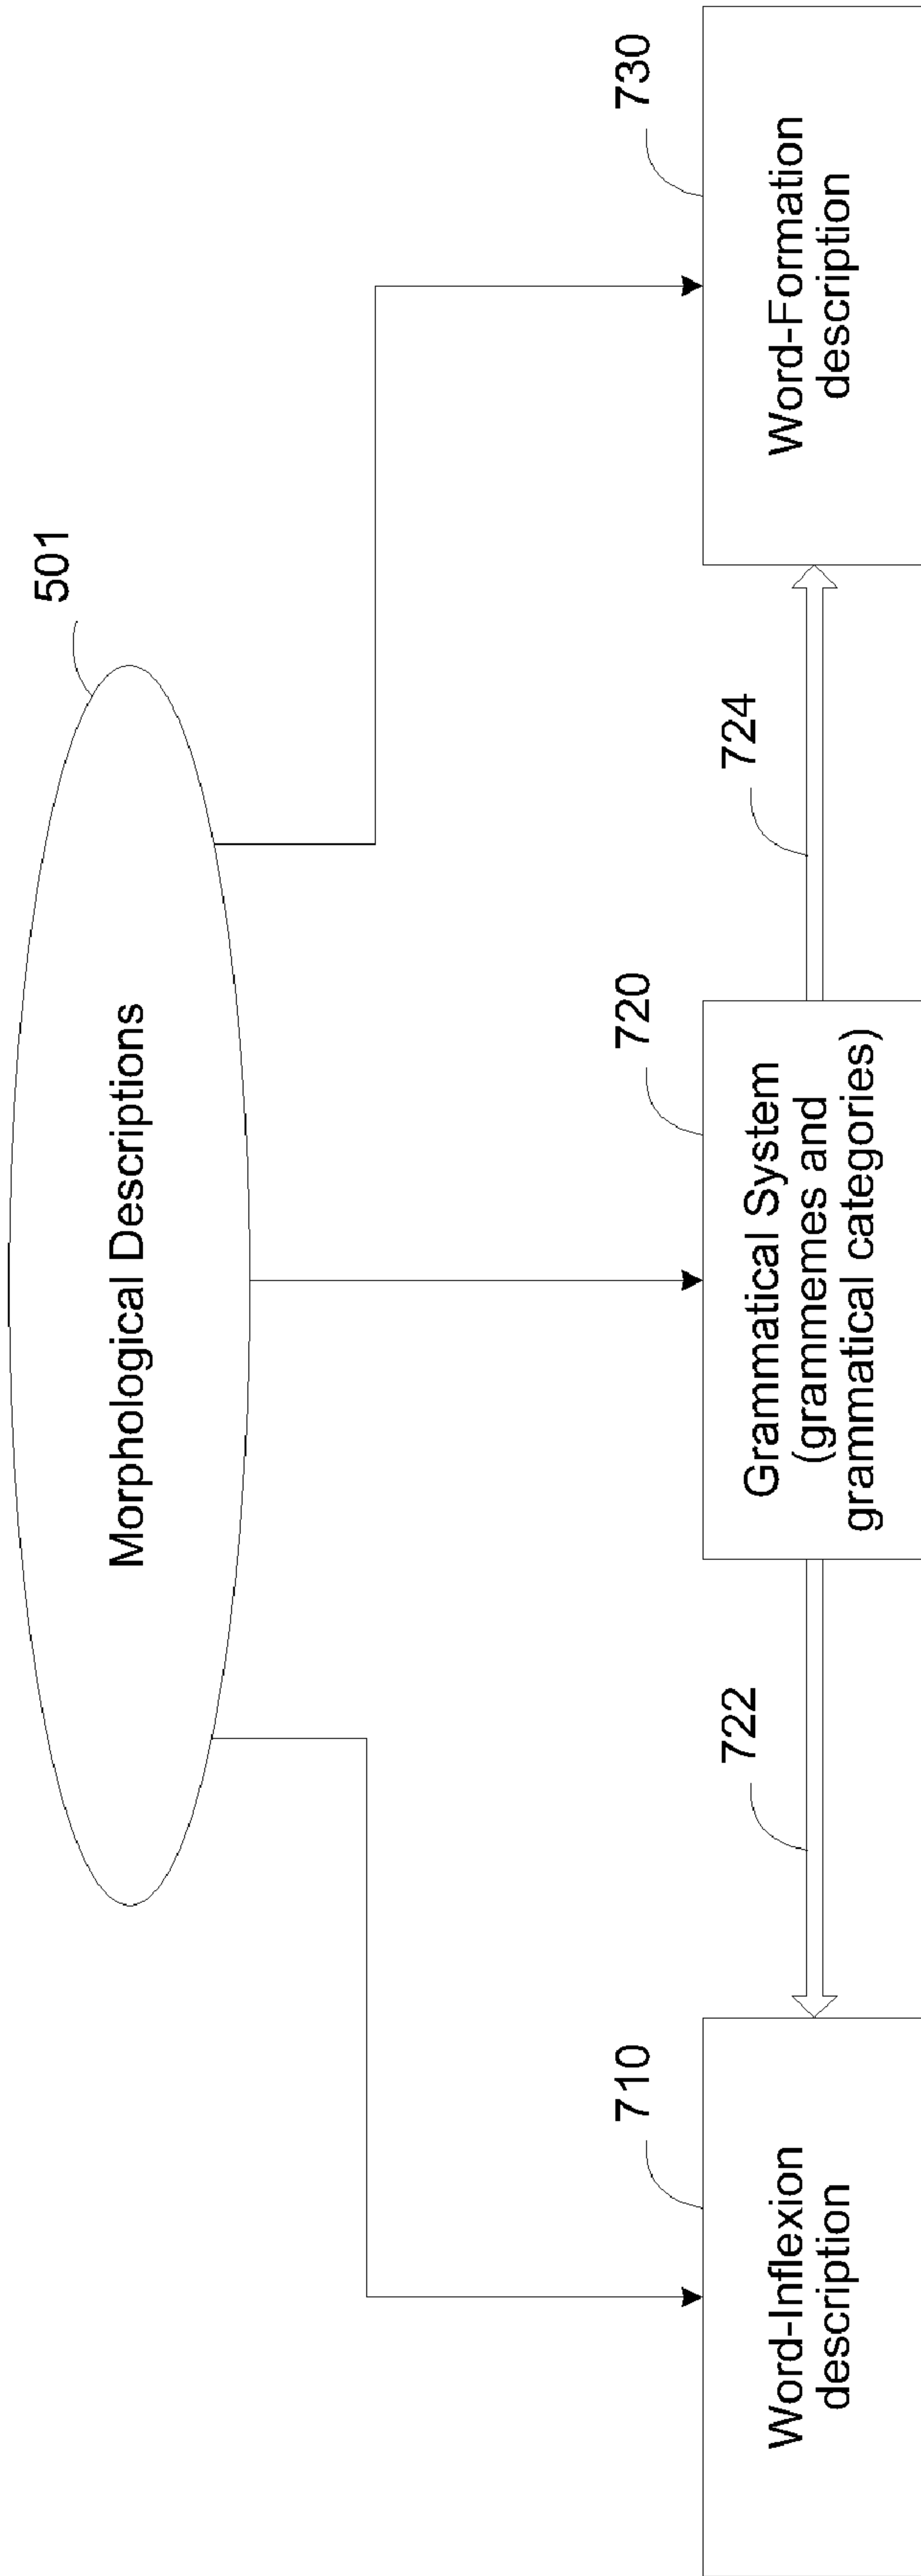 501
Morphological Descriptions
710
720
730
722
724
Word-Inflexion
description
Grammatical System
(grammemes and
grammatical categories)
Word-Formation
description